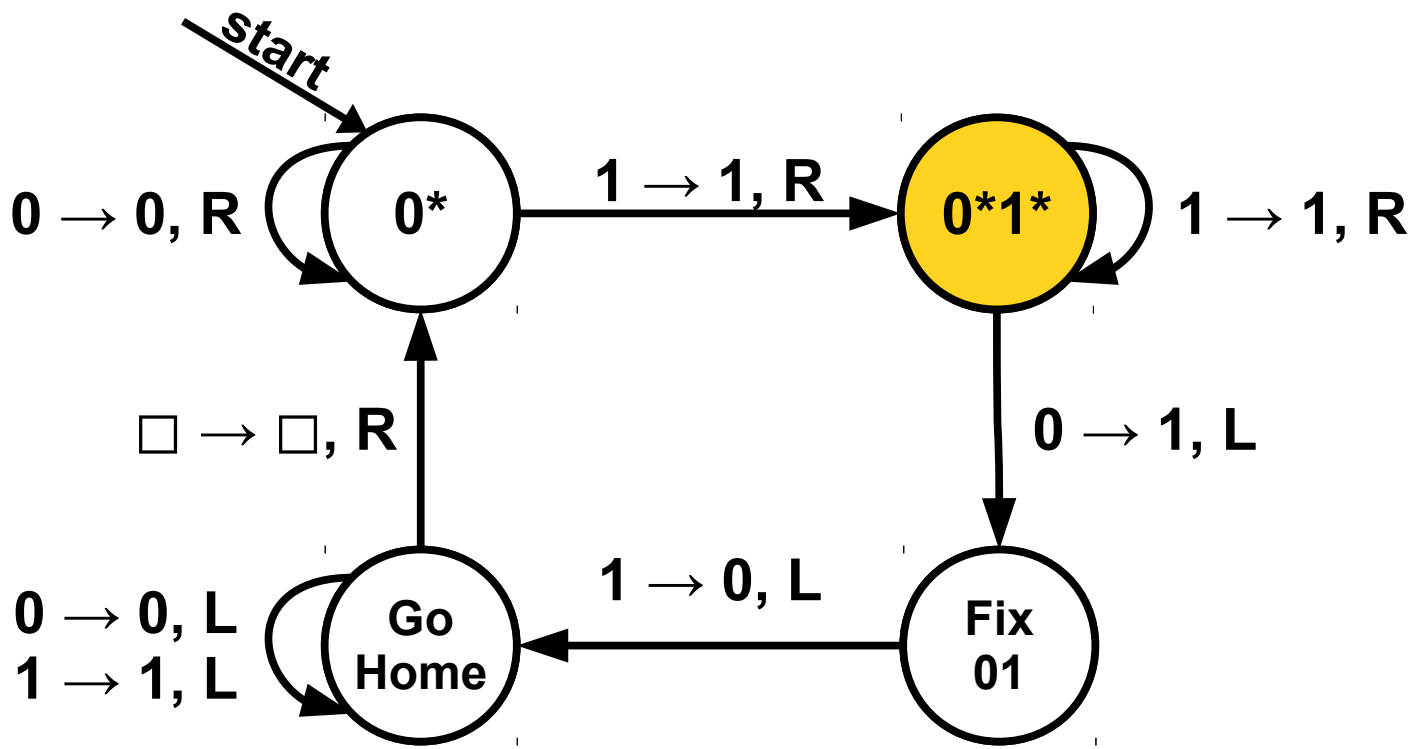 start
0 → 0, R
0*
1 → 1, R
0*1*
1 → 1, R
□ → □, R
0 → 1, L
0 → 0, L
1 → 1, L
Go
Home
1 → 0, L
Fix
01